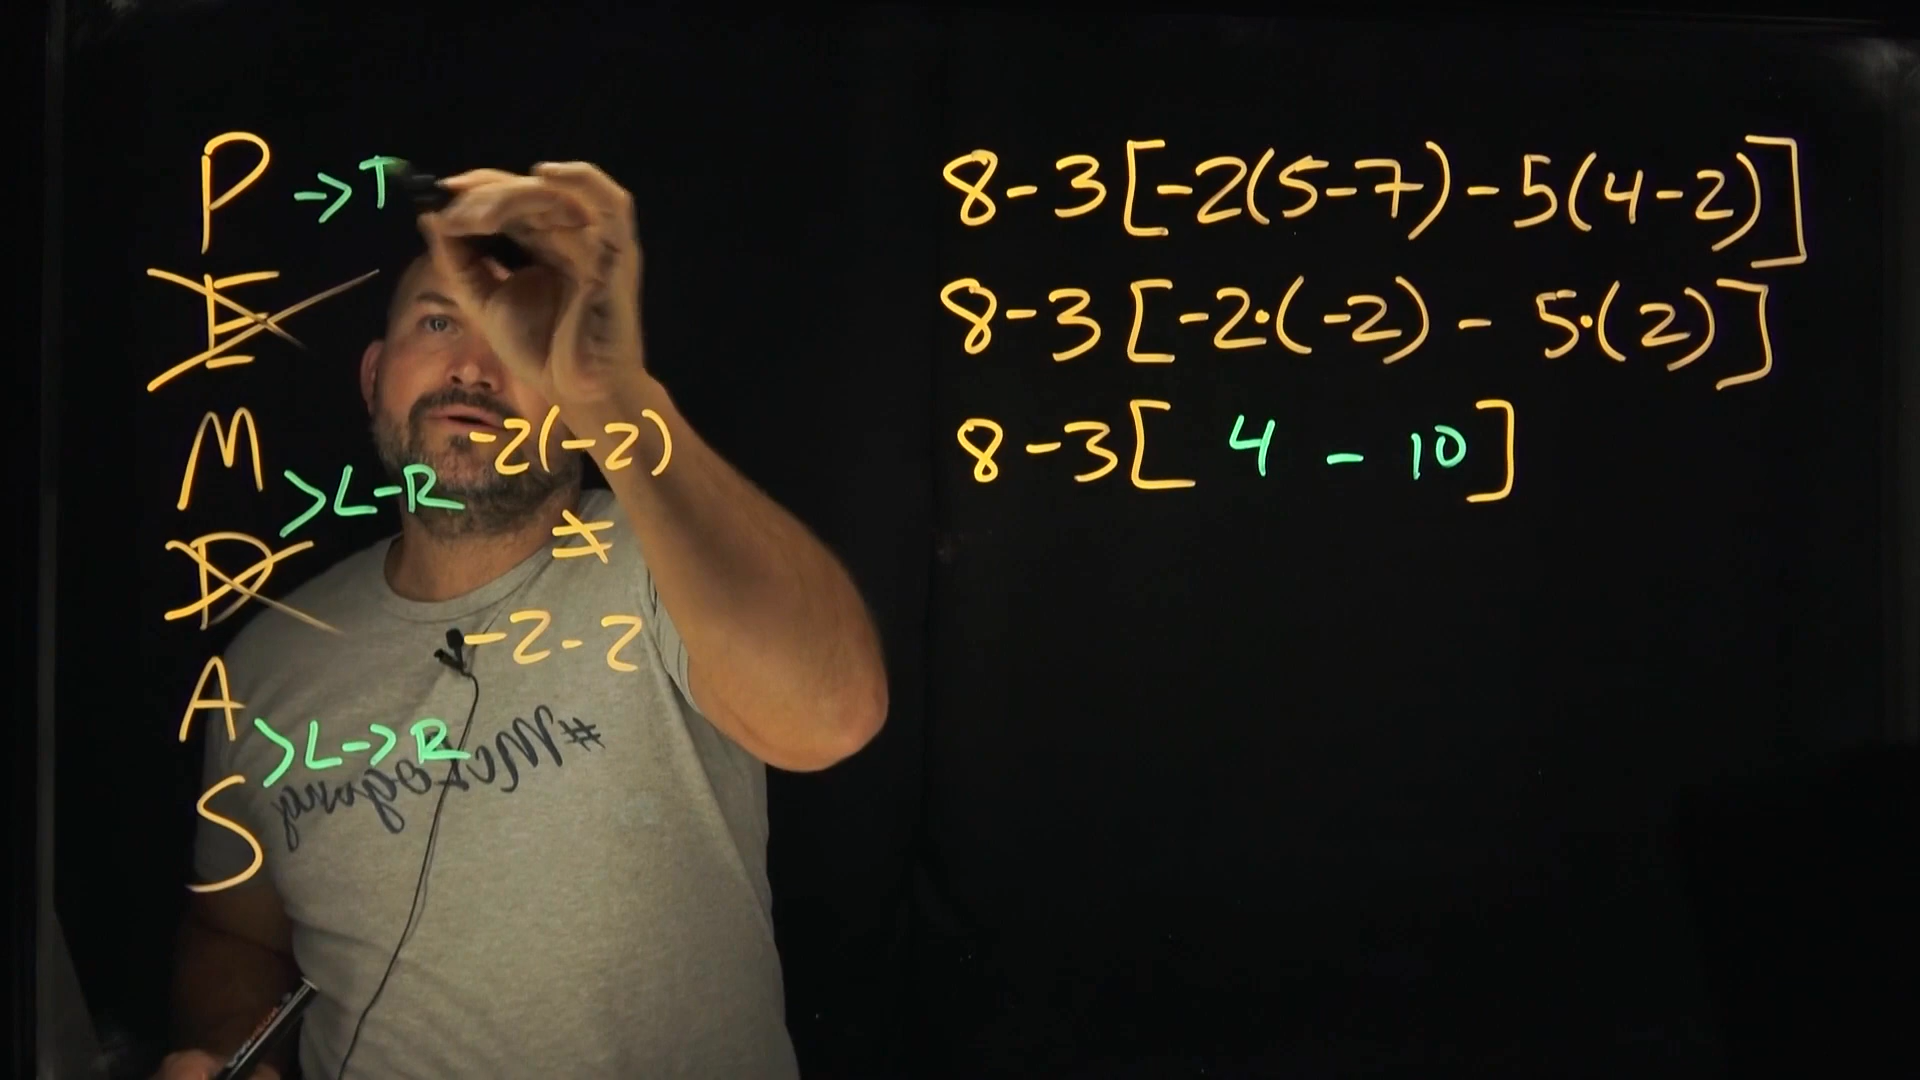 P -> T
E
M
D
> L-R
A
S
> L->R
-2(-2)
≠
-2-2
8-3[-2(5-7)-5(4-2)]
8-3[-2·(-2)-5·(2)]
8-3[4-10]